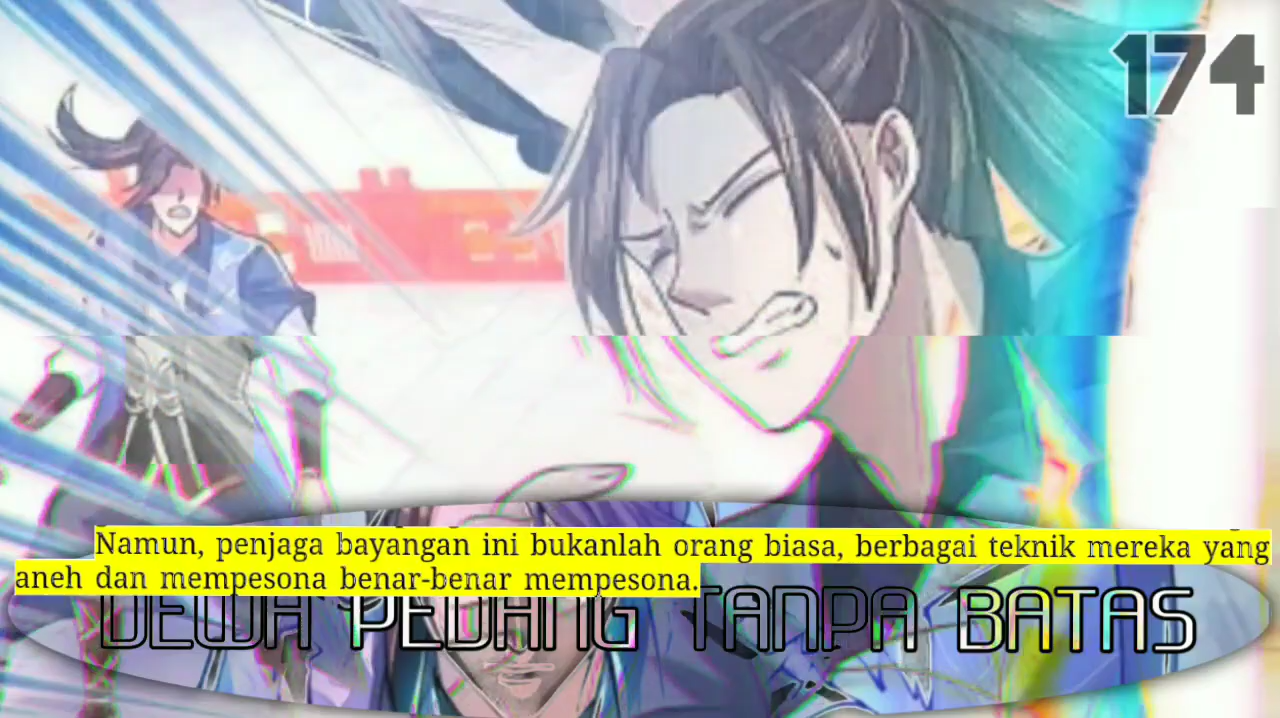 174
Namun, penjaga bayangan ini bukanlah orang biasa, berbagai teknik mereka yang
aneh dan mempesona benar-benar mempesona.
DEWA PEDANG TANPA BATAS